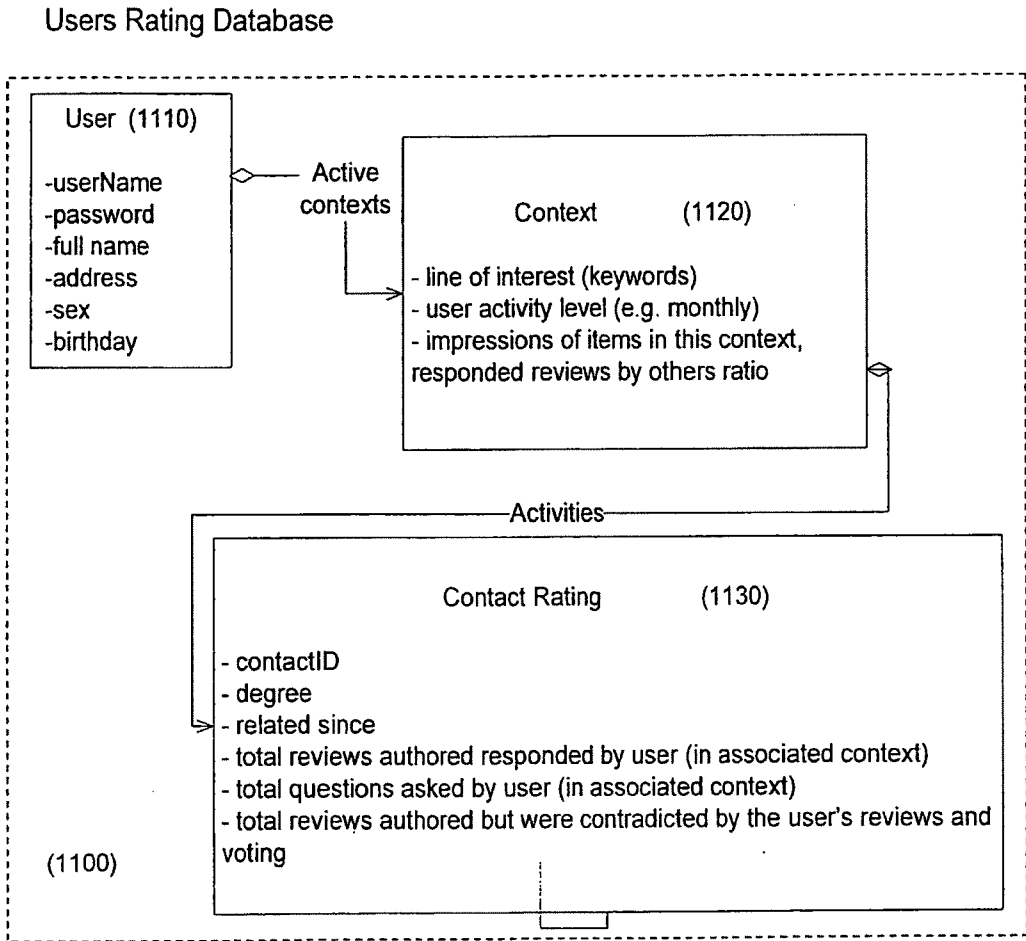 Users Rating Database
User (1110)
-userName
-password
-full name
-address
-sex
-birthday
Active
contexts
Context (1120)
- line of interest (keywords)
- user activity level (e.g. monthly)
- impressions of items in this context,
responded reviews by others ratio
Activities
Contact Rating (1130)
- contactID
- degree
- related since
- total reviews authored responded by user (in associated context)
- total questions asked by user (in associated context)
- total reviews authored but were contradicted by the user's reviews and
voting
(1100)